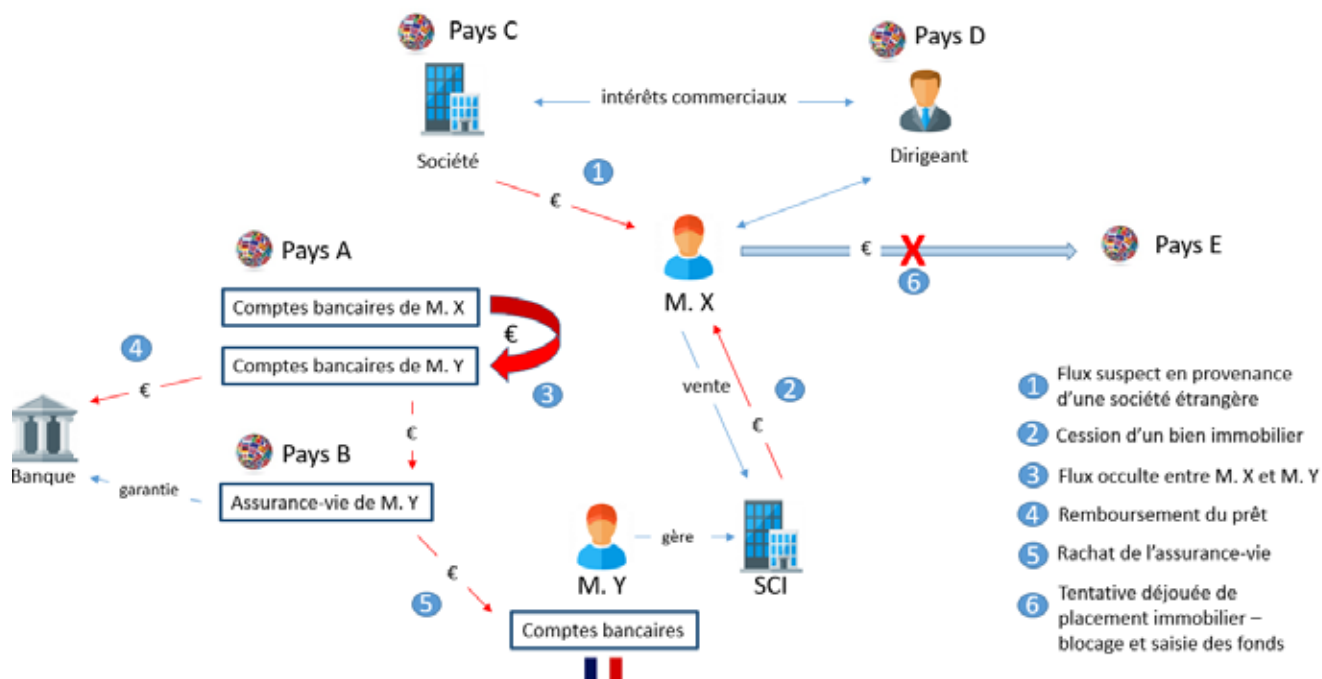 Pays C
Pays D
intérêts commerciaux
Société
Dirigeant
1
€
Pays A
€
Pays E
X
6
M. X
Comptes bancaires de M. X
4
€
Comptes bancaires de M. Y
€
3
vente
2
€
€
Pays B
Banque
garantie
Assurance-vie de M. Y
gère
€
M. Y
SCI
5
Comptes bancaires
1 Flux suspect en provenance
d'une société étrangère
2 Cession d'un bien immobilier
3 Flux occulte entre M. X et M. Y
4 Remboursement du prêt
5 Rachat de l'assurance-vie
6 Tentative déjouée de
placement immobilier –
blocage et saisie des fonds